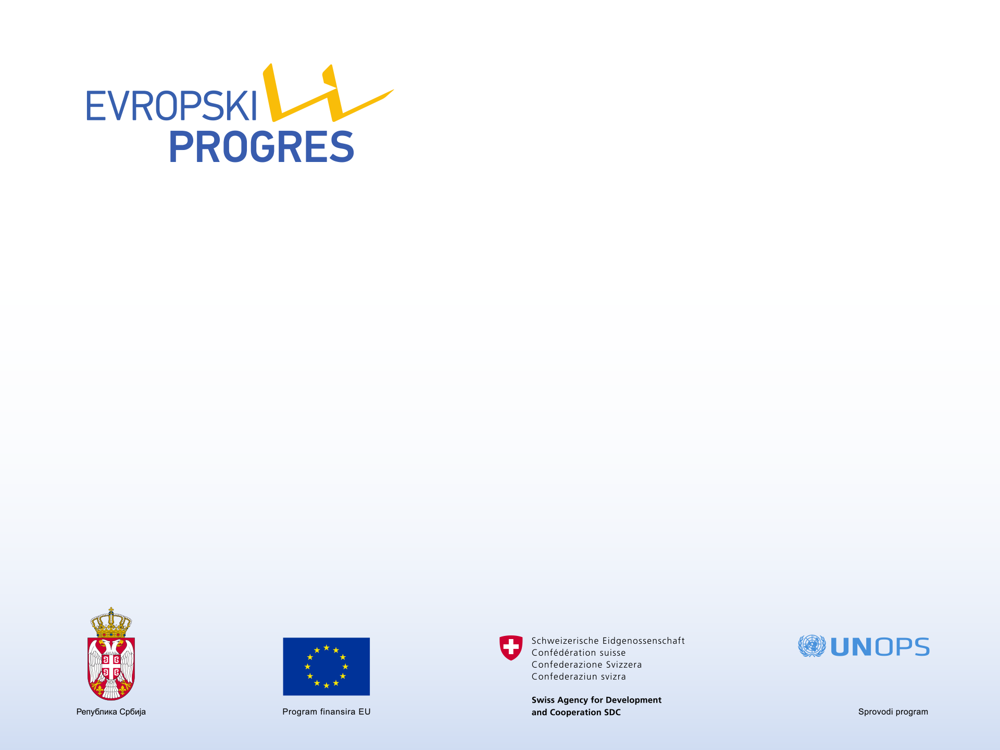 EVROPSKI
PROGRES
Schweizerische Eidgenossenschaft
Confédération suisse
Confederazione Svizzera
Confederaziun svizra
Swiss Agency for Development
and Cooperation SDC
UNOPS
Република Србија
Program finansira EU
Sprovodi program